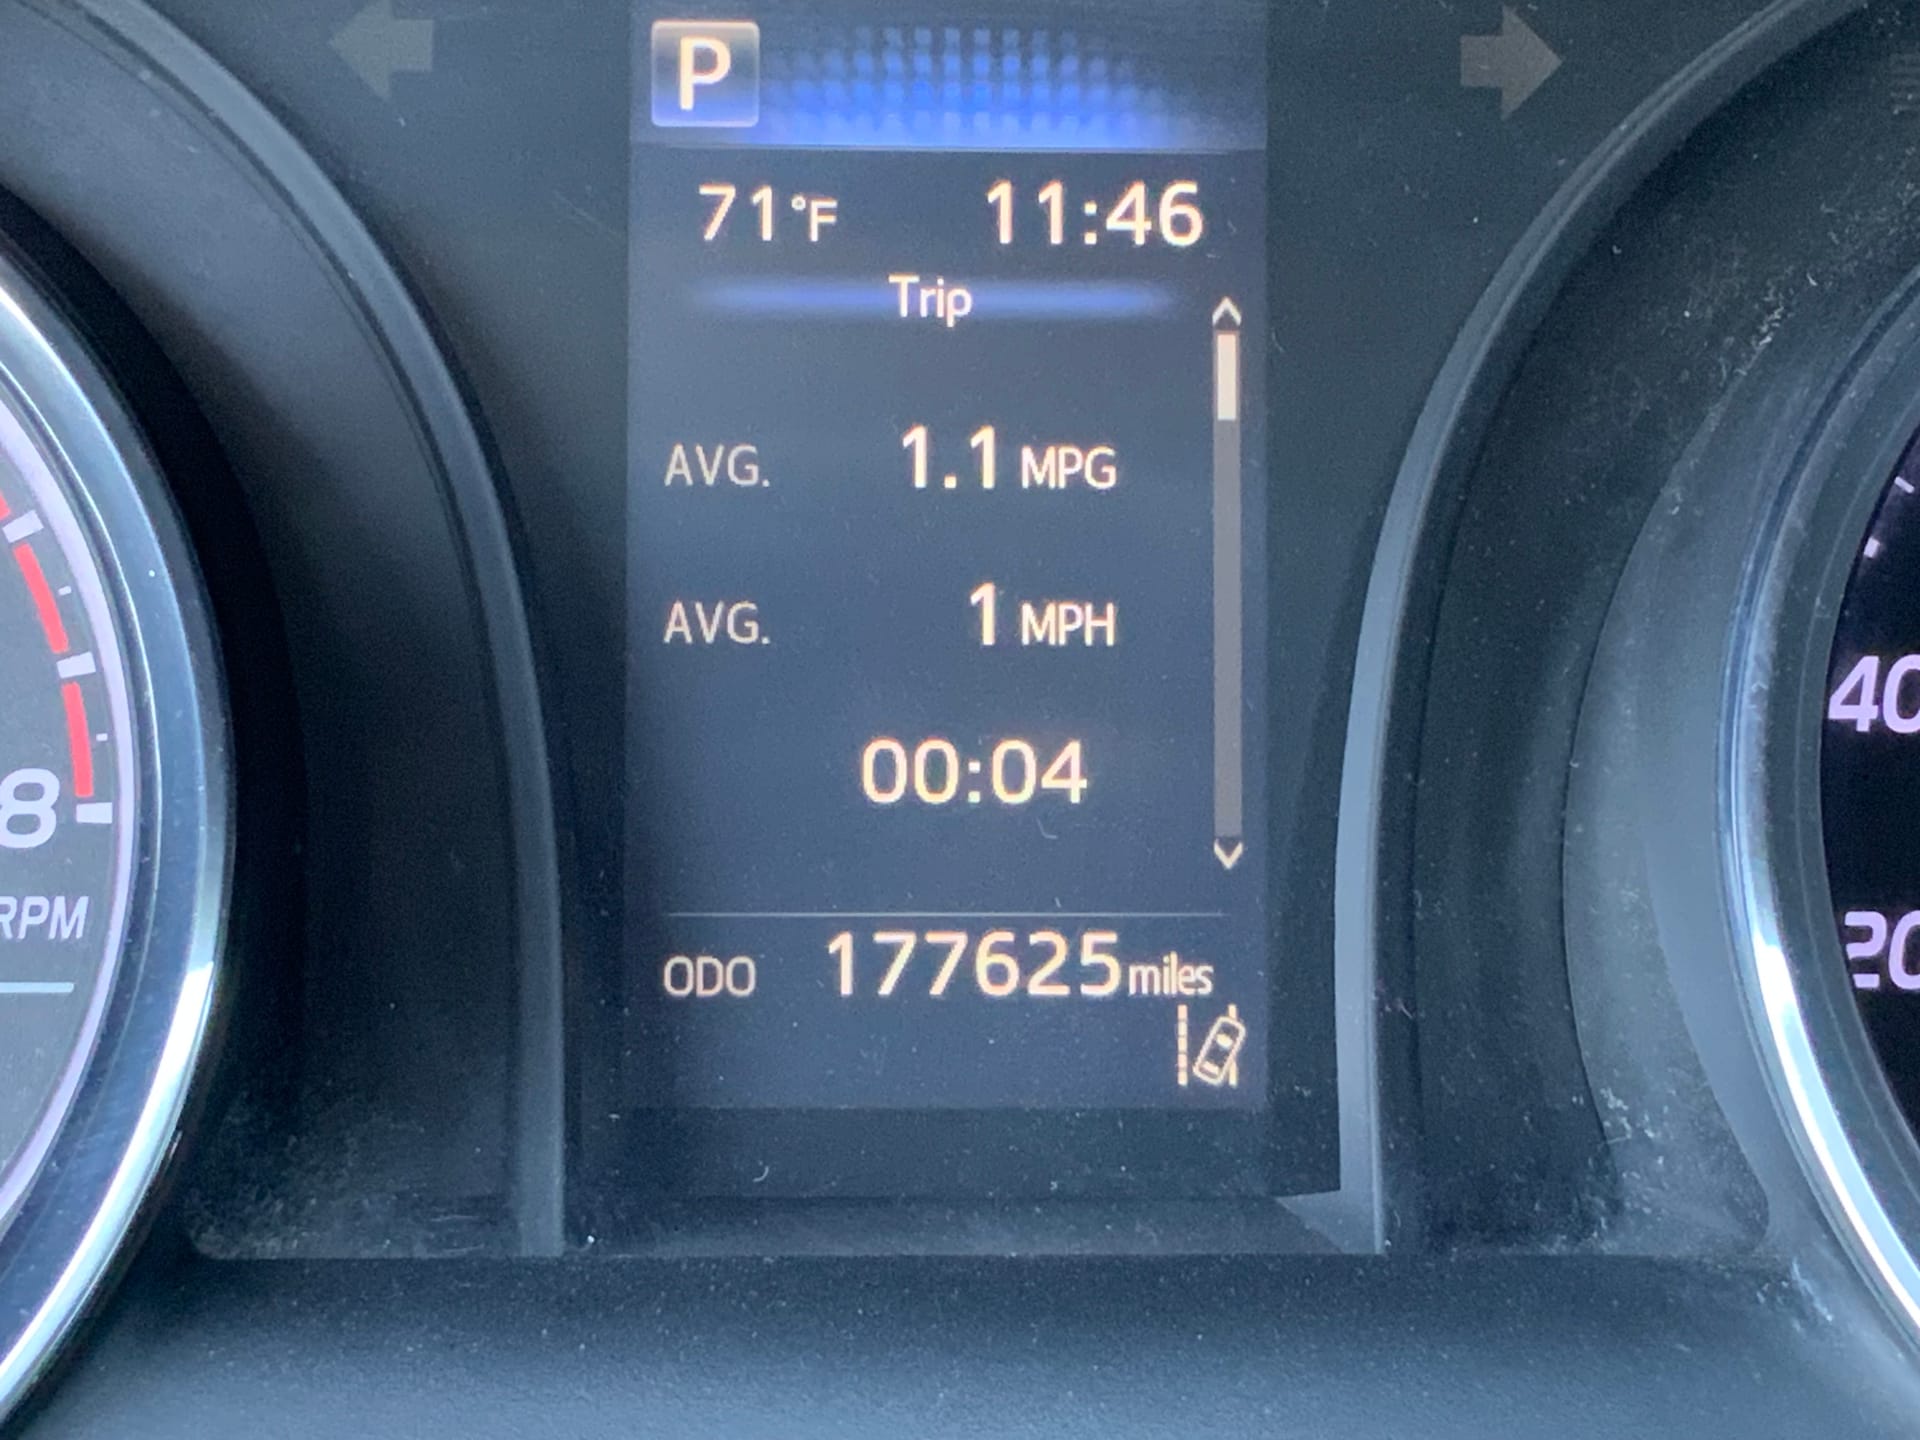 P
71°F 11:46
Trip
AVG. 1.1 MPG
AVG. 1 MPH
00:04
ODO 177625 miles
8
RPM
40
20